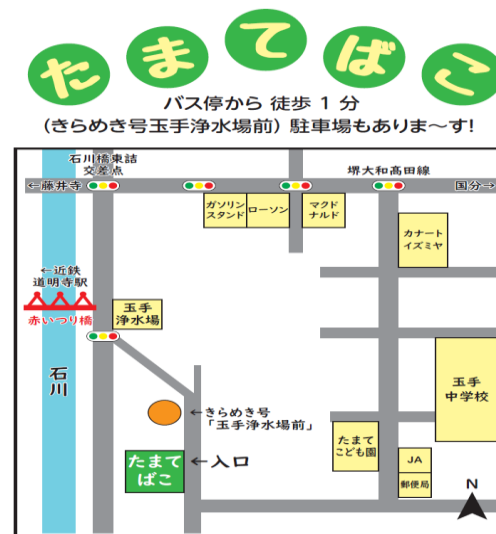 たまてばこ
バス停から 徒歩 1 分
(きらめき号玉手浄水場前) 駐車場もありま～す!
石川橋東詰
交差点
堺大和高田線
←藤井寺
国分→
ガソリン
スタンド
ローソン
マクド
ナルド
カナート
イズミヤ
←近鉄
道明寺駅
赤いつり橋
玉手
浄水場
石川
玉手
中学校
←きらめき号
「玉手浄水場前」
たまて
こども園
たまて
ばこ
←入口
JA
郵便局
N